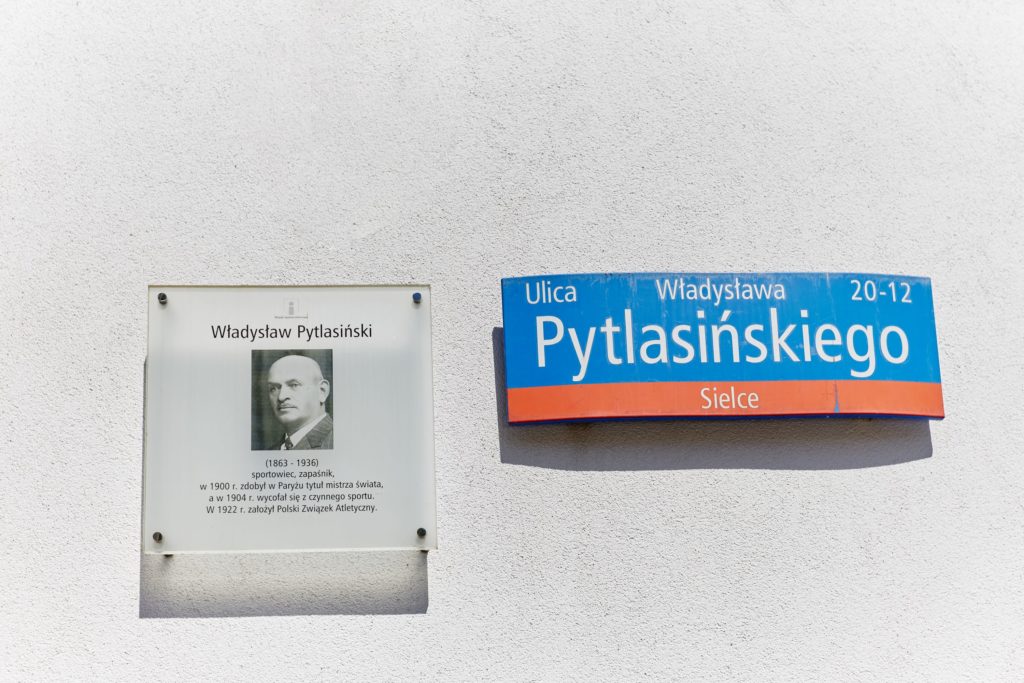 Władysław Pytlasiński
(1863 - 1936)
sportowiec, zapaśnik,
w 1900 r. zdobył w Paryżu tytuł mistrza świata,
a w 1904 r. wycofał się z czynnego sportu.
W 1922 r. założył Polski Związek Atletyczny.
Ulica Władysława 20-12
Pytlasińskiego
Sielce